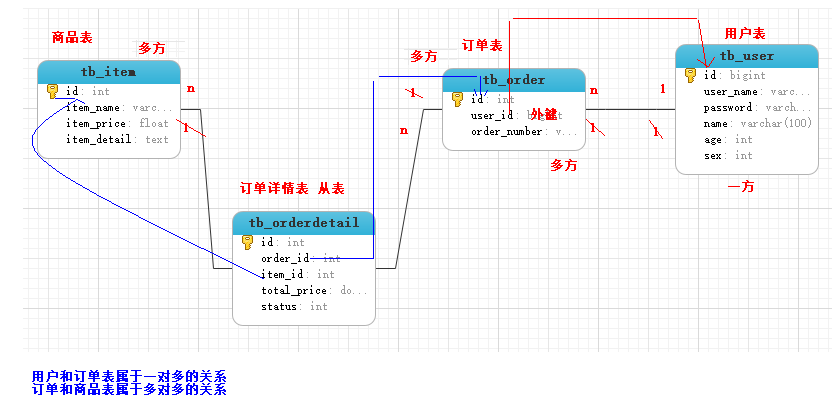 商品表
多方
订单表
用户表
多方
tb_item
id: int
item_name: varc...
item_price: float
item_detail: text
n
1
1
n
tb_order
id: int
user_id: bigint
order_number: v...
外键
n
1
多方
1
1
tb_user
id: bigint
user_name: varc...
password: varch...
name: varchar(100)
age: int
sex: int
一方
订单详情表 从表
tb_orderdetail
id: int
order_id: int
item_id: int
total_price: do...
status: int
用户和订单表属于一对多的关系
订单和商品表属于多对多的关系